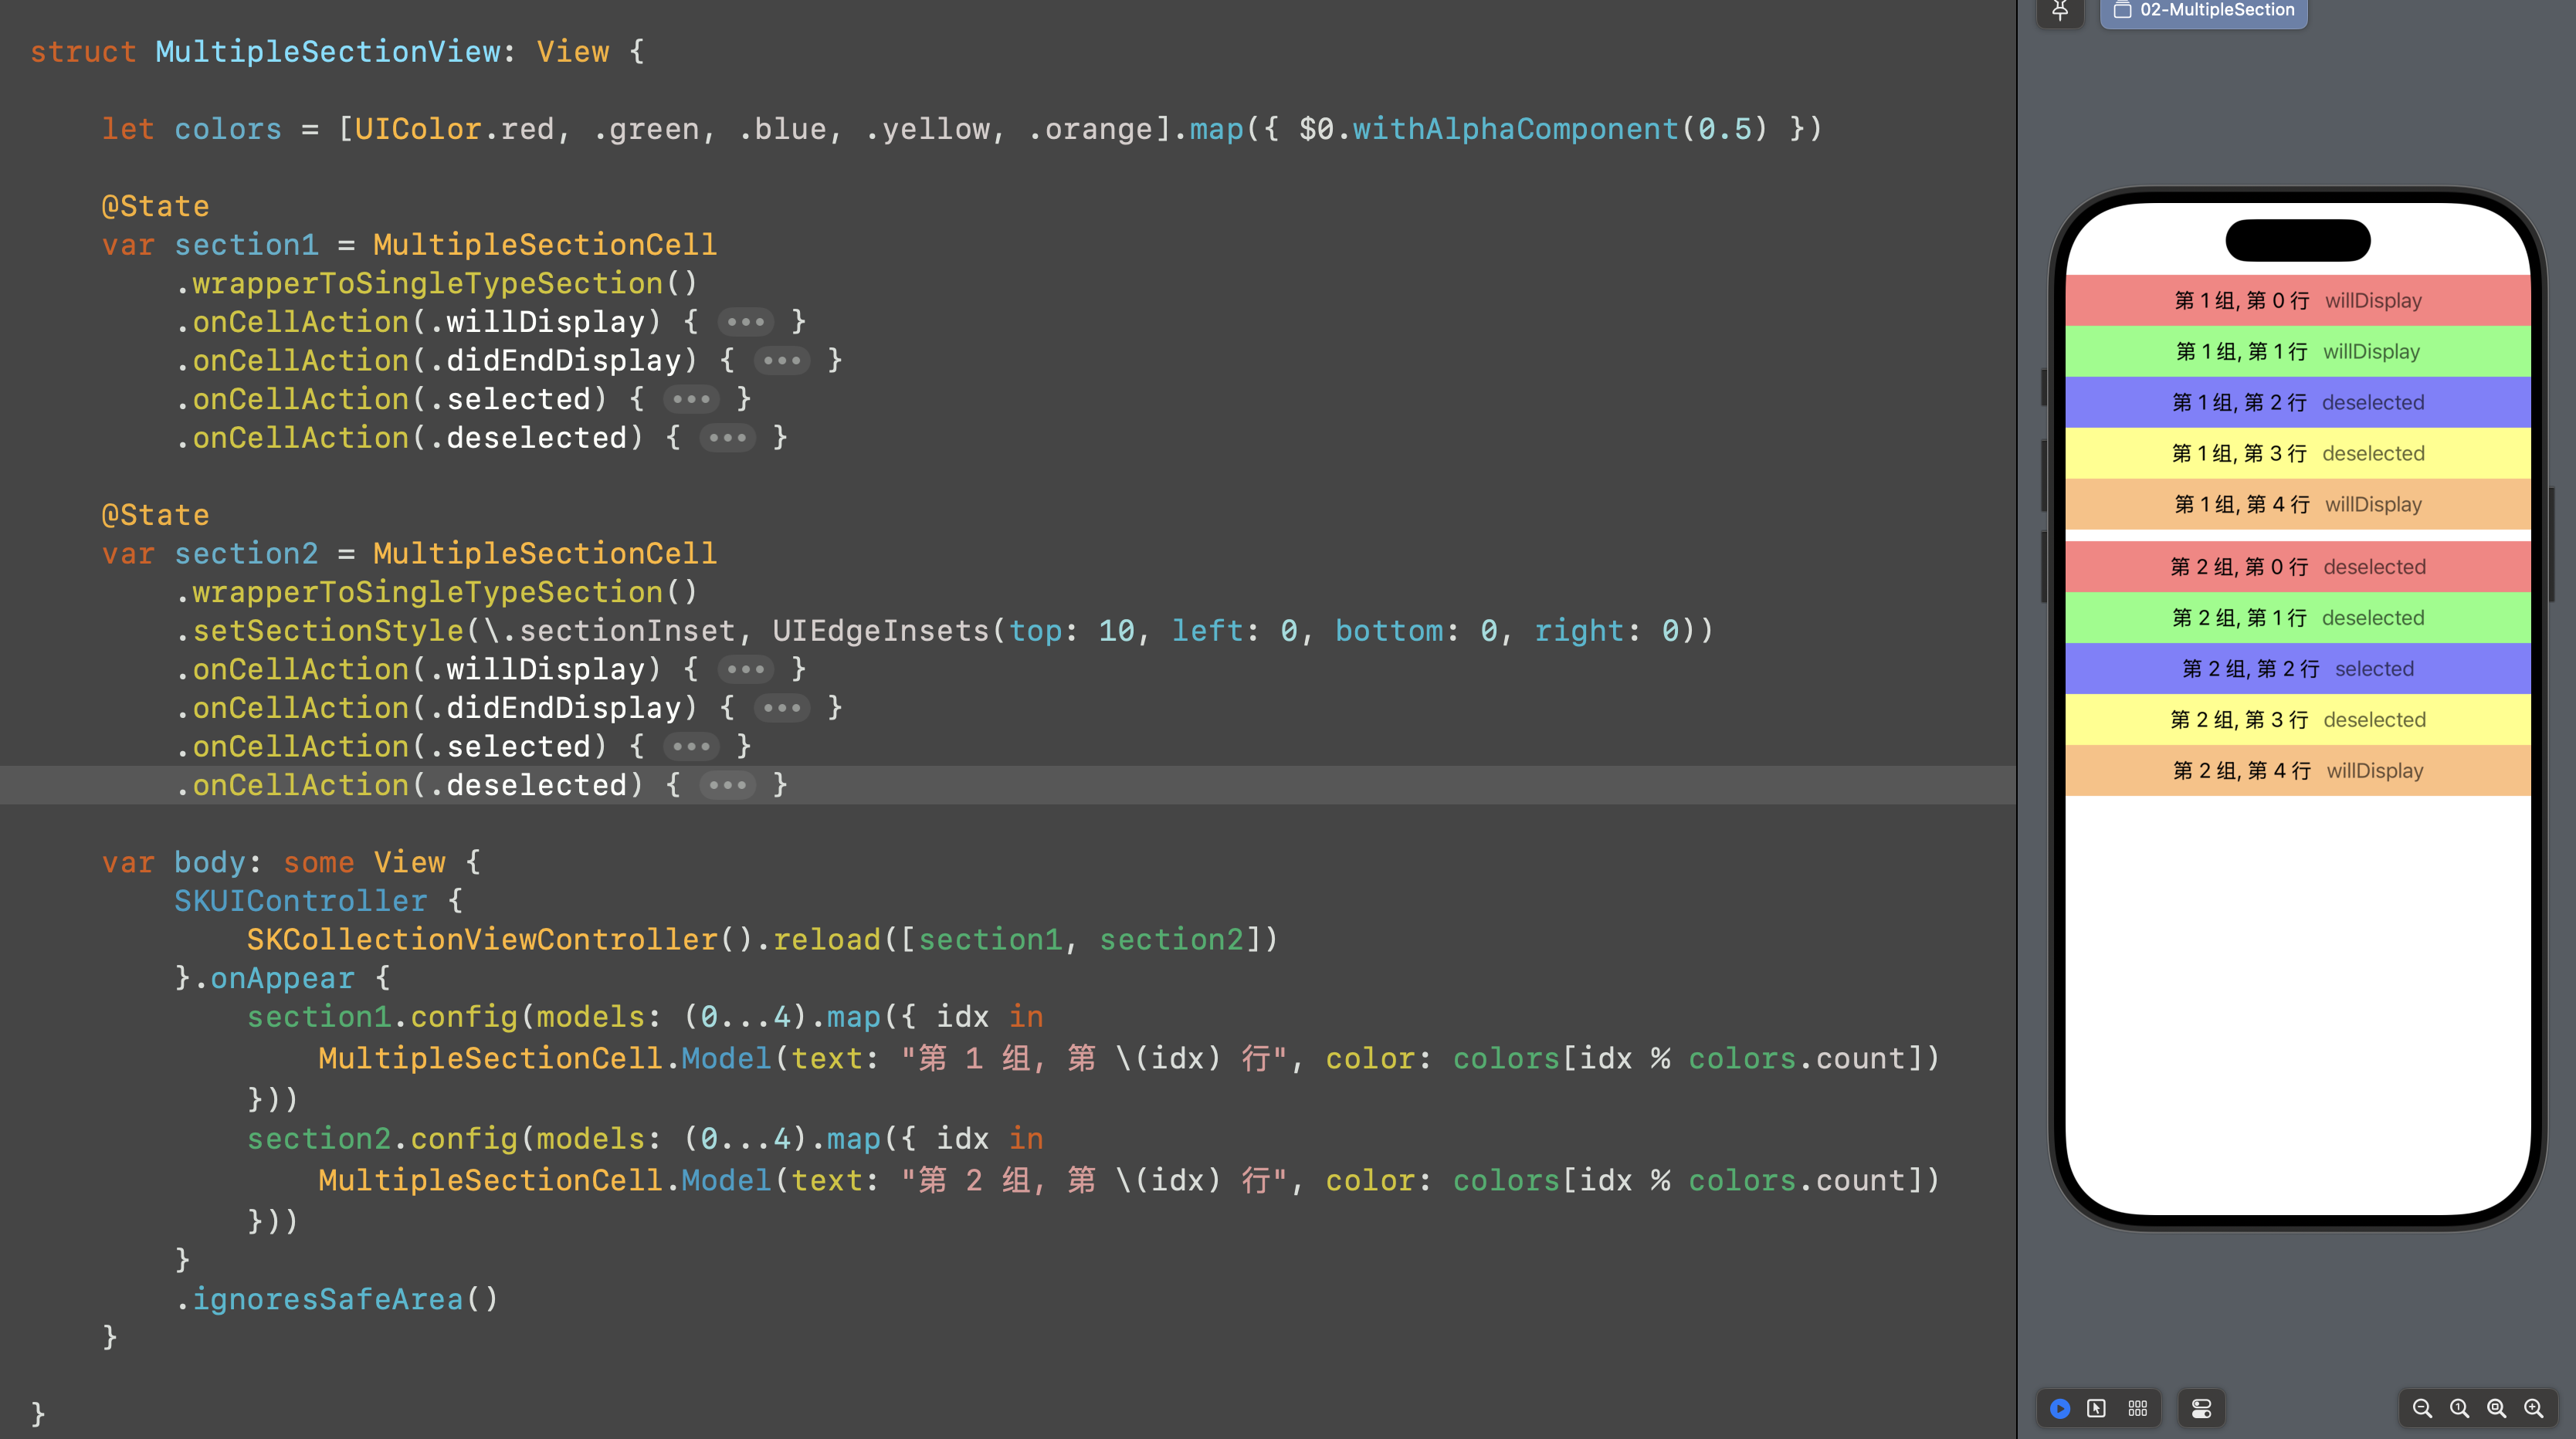 struct MultipleSectionView: View {
let colors = [UIColor.red, .green, .blue, .yellow, .orange].map({ $0.withAlphaComponent(0.5) })
@State
var section1 = MultipleSectionCell
.wrapperToSingleTypeSection()
.onCellAction(.willDisplay) { ••• }
.onCellAction(.didEndDisplay) { ••• }
.onCellAction(.selected) { ••• }
.onCellAction(.deselected) { ••• }
@State
var section2 = MultipleSectionCell
.wrapperToSingleTypeSection()
.setSectionStyle(\.sectionInset, UIEdgeInsets(top: 10, left: 0, bottom: 0, right: 0))
.onCellAction(.willDisplay) { ••• }
.onCellAction(.didEndDisplay) { ••• }
.onCellAction(.selected) { ••• }
.onCellAction(.deselected) { ••• }
var body: some View {
SKUIController {
SKCollectionViewController().reload([section1, section2])
}.onAppear {
section1.config(models: (0...4).map({ idx in
MultipleSectionCell.Model(text: "第 1 组, 第 \(idx) 行", color: colors[idx % colors.count])
}))
section2.config(models: (0...4).map({ idx in
MultipleSectionCell.Model(text: "第 2 组, 第 \(idx) 行", color: colors[idx % colors.count])
}))
}
.ignoresSafeArea()
}
}
02-MultipleSection
第 1 组, 第 0 行 willDisplay
第 1 组, 第 1 行 willDisplay
第 1 组, 第 2 行 deselected
第 1 组, 第 3 行 deselected
第 1 组, 第 4 行 willDisplay
第 2 组, 第 0 行 deselected
第 2 组, 第 1 行 deselected
第 2 组, 第 2 行 selected
第 2 组, 第 3 行 deselected
第 2 组, 第 4 行 willDisplay